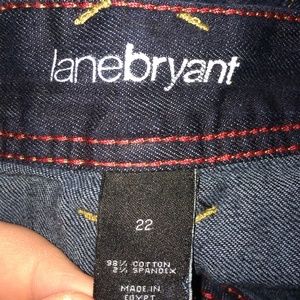 lanebryant
22
98% COTTON
2% SPANDEX
MADE IN
EGYPT